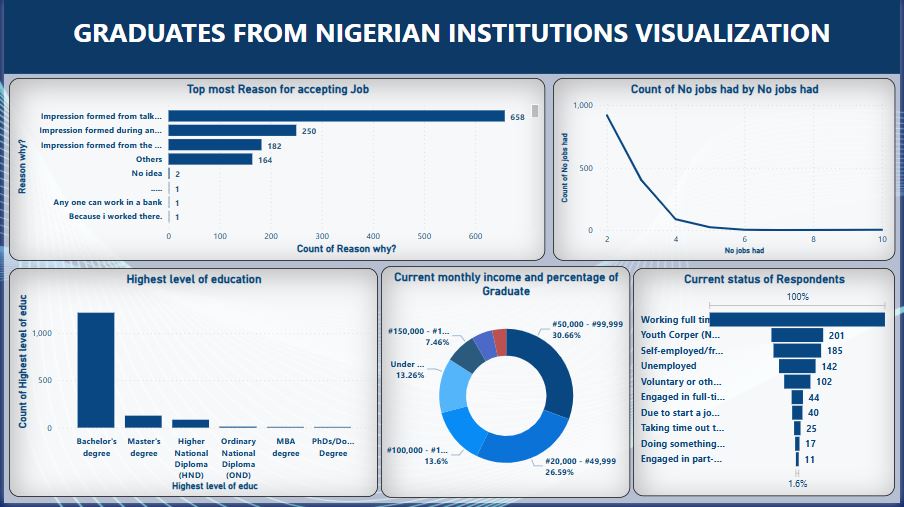 GRADUATES FROM NIGERIAN INSTITUTIONS VISUALIZATION
Top most Reason for accepting Job
Reason why?
Impression formed from talk... 658
Impression formed during an... 250
Impression formed from the ... 182
Others 164
No idea 2
..... 1
Any one can work in a bank 1
Because i worked there. 1
0 100 200 300 400 500 600
Count of Reason why?
Count of No jobs had by No jobs had
Count of No jobs had
1,000
500
0
2 4 6 8 10
No jobs had
Highest level of education
Count of Highest level of educ
1,000
500
0
Bachelor's
degree
Master's
degree
Higher
National
Diploma
(HND)
Ordinary
National
Diploma
(OND)
MBA
degree
PhDs/Do...
Degree
Highest level of educ
Current monthly income and percentage of
Graduate
#150,000 - #1...
7.46%
#50,000 - #99,999
30.66%
Under ...
13.26%
#100,000 - #1...
13.6%
#20,000 - #49,999
26.59%
Current status of Respondents
100%
Working full tim
Youth Corper (N... 201
Self-employed/fr... 185
Unemployed 142
Voluntary or oth... 102
Engaged in full-ti... 44
Due to start a jo... 40
Taking time out t... 25
Doing something... 17
Engaged in part-... 11
1.6%